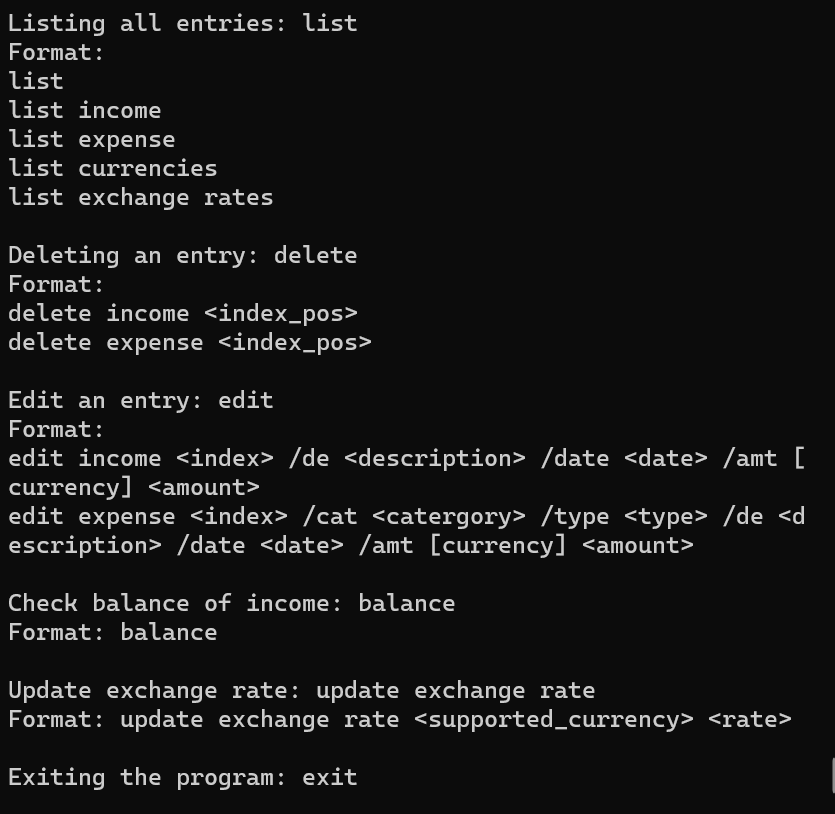 Listing all entries: list
Format:
list
list income
list expense
list currencies
list exchange rates
Deleting an entry: delete
Format:
delete income <index_pos>
delete expense <index_pos>
Edit an entry: edit
Format:
edit income <index> /de <description> /date <date> /amt [
currency] <amount>
edit expense <index> /cat <catergory> /type <type> /de <d
escription> /date <date> /amt [currency] <amount>
Check balance of income: balance
Format: balance
Update exchange rate: update exchange rate
Format: update exchange rate <supported_currency> <rate>
Exiting the program: exit